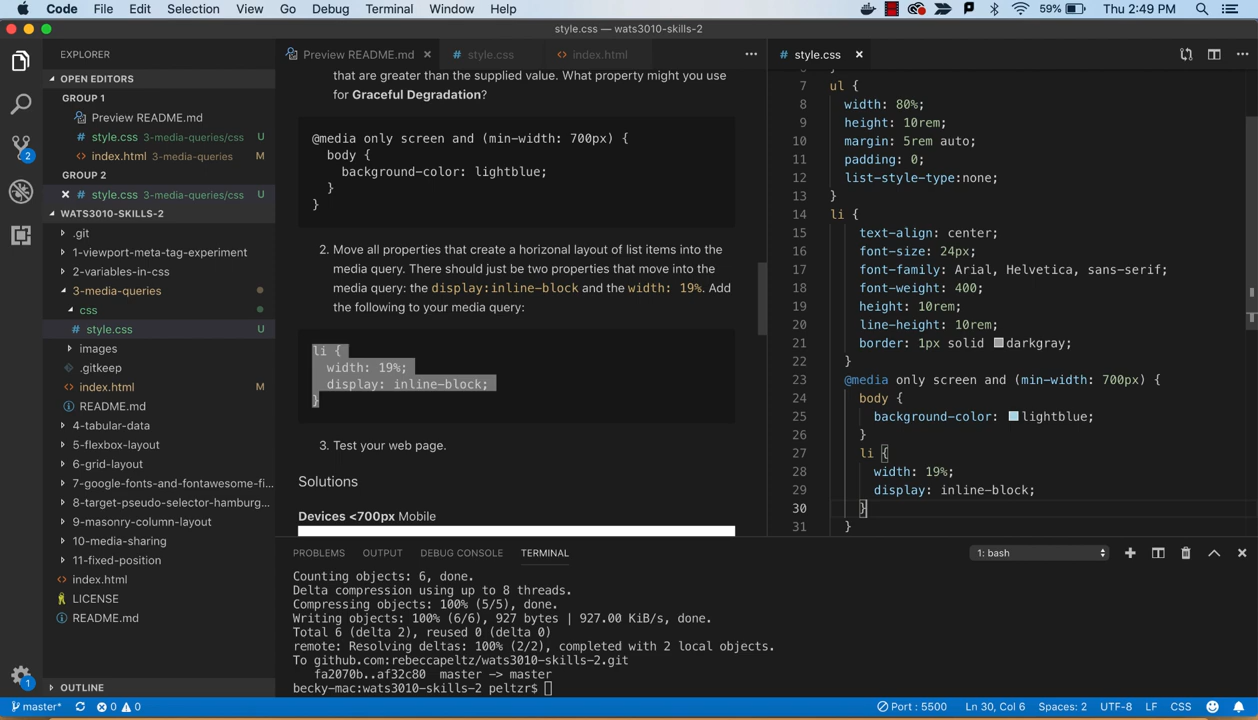 Code File Edit Selection View Go Debug Terminal Window Help 59% Thu 2:49 PM
style.css — wats3010-skills-2
EXPLORER
OPEN EDITORS
GROUP 1
Preview README.md
# style.css 3-media-queries/css U
<> index.html 3-media-queries M
GROUP 2
× # style.css 3-media-queries/css U
WATS3010-SKILLS-2
.git
1-viewport-meta-tag-experiment
2-variables-in-css
3-media-queries
css
# style.css U
images
.gitkeep
<> index.html M
README.md
4-tabular-data
5-flexbox-layout
6-grid-layout
7-google-fonts-and-fontawesome-fi...
8-target-pseudo-selector-hamburg...
9-masonry-column-layout
10-media-sharing
11-fixed-position
<> index.html
LICENSE
README.md
OUTLINE
2
1
Preview README.md × # style.css <> index.html ...
that are greater than the supplied value. What property might you use
for Graceful Degradation?
@media only screen and (min-width: 700px) {
body {
background-color: lightblue;
}
}
2. Move all properties that create a horizonal layout of list items into the
media query. There should just be two properties that move into the
media query: the display:inline-block and the width: 19%. Add
the following to your media query:
li {
width: 19%;
display: inline-block;
}
3. Test your web page.
Solutions
Devices <700px Mobile
# style.css × ...
7 ul {
8 width: 80%;
9 height: 10rem;
10 margin: 5rem auto;
11 padding: 0;
12 list-style-type:none;
13 }
14 li {
15 text-align: center;
16 font-size: 24px;
17 font-family: Arial, Helvetica, sans-serif;
18 font-weight: 400;
19 height: 10rem;
20 line-height: 10rem;
21 border: 1px solid darkgray;
22 }
23 @media only screen and (min-width: 700px) {
24 body {
25 background-color: lightblue;
26 }
27 li {
28 width: 19%;
29 display: inline-block;
30 }
31 }
PROBLEMS OUTPUT DEBUG CONSOLE TERMINAL 1: bash
Counting objects: 6, done.
Delta compression using up to 8 threads.
Compressing objects: 100% (5/5), done.
Writing objects: 100% (6/6), 927 bytes | 927.00 KiB/s, done.
Total 6 (delta 2), reused 0 (delta 0)
remote: Resolving deltas: 100% (2/2), completed with 2 local objects.
To github.com:rebeccapeltz/wats3010-skills-2.git
fa2070b..af32c80 master -> master
becky-mac:wats3010-skills-2 peltzr$
master* 0 0 Port : 5500 Ln 30, Col 6 Spaces: 2 UTF-8 LF CSS